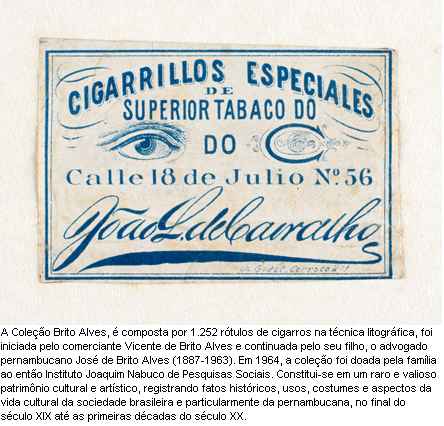 CIGARRILLOS ESPECIALES
DE
SUPERIOR TABACO DO
DO C
Calle 18 de Julio Nº. 56
João L. de Carvalho
A Coleção Brito Alves, é composta por 1.252 rótulos de cigarros na técnica litográfica, foi
iniciada pelo comerciante Vicente de Brito Alves e continuada pelo seu filho, o advogado
pernambucano José de Brito Alves (1887-1963). Em 1964, a coleção foi doada pela família
ao então Instituto Joaquim Nabuco de Pesquisas Sociais. Constitui-se em um raro e valioso
patrimônio cultural e artístico, registrando fatos históricos, usos, costumes e aspectos da
vida cultural da sociedade brasileira e particularmente da pernambucana, no final do
século XIX até as primeiras décadas do século XX.